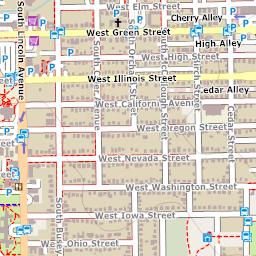 West Elm Street
Cherry Alley
West Green Street
High Alley
West High Street
South Lincoln Avenue
West Illinois Street
Cedar Alley
West California Avenue
West Oregon Street
West Nevada Street
West Washington Street
South Busey
West Iowa Street
West Ohio Street
Cedar Street